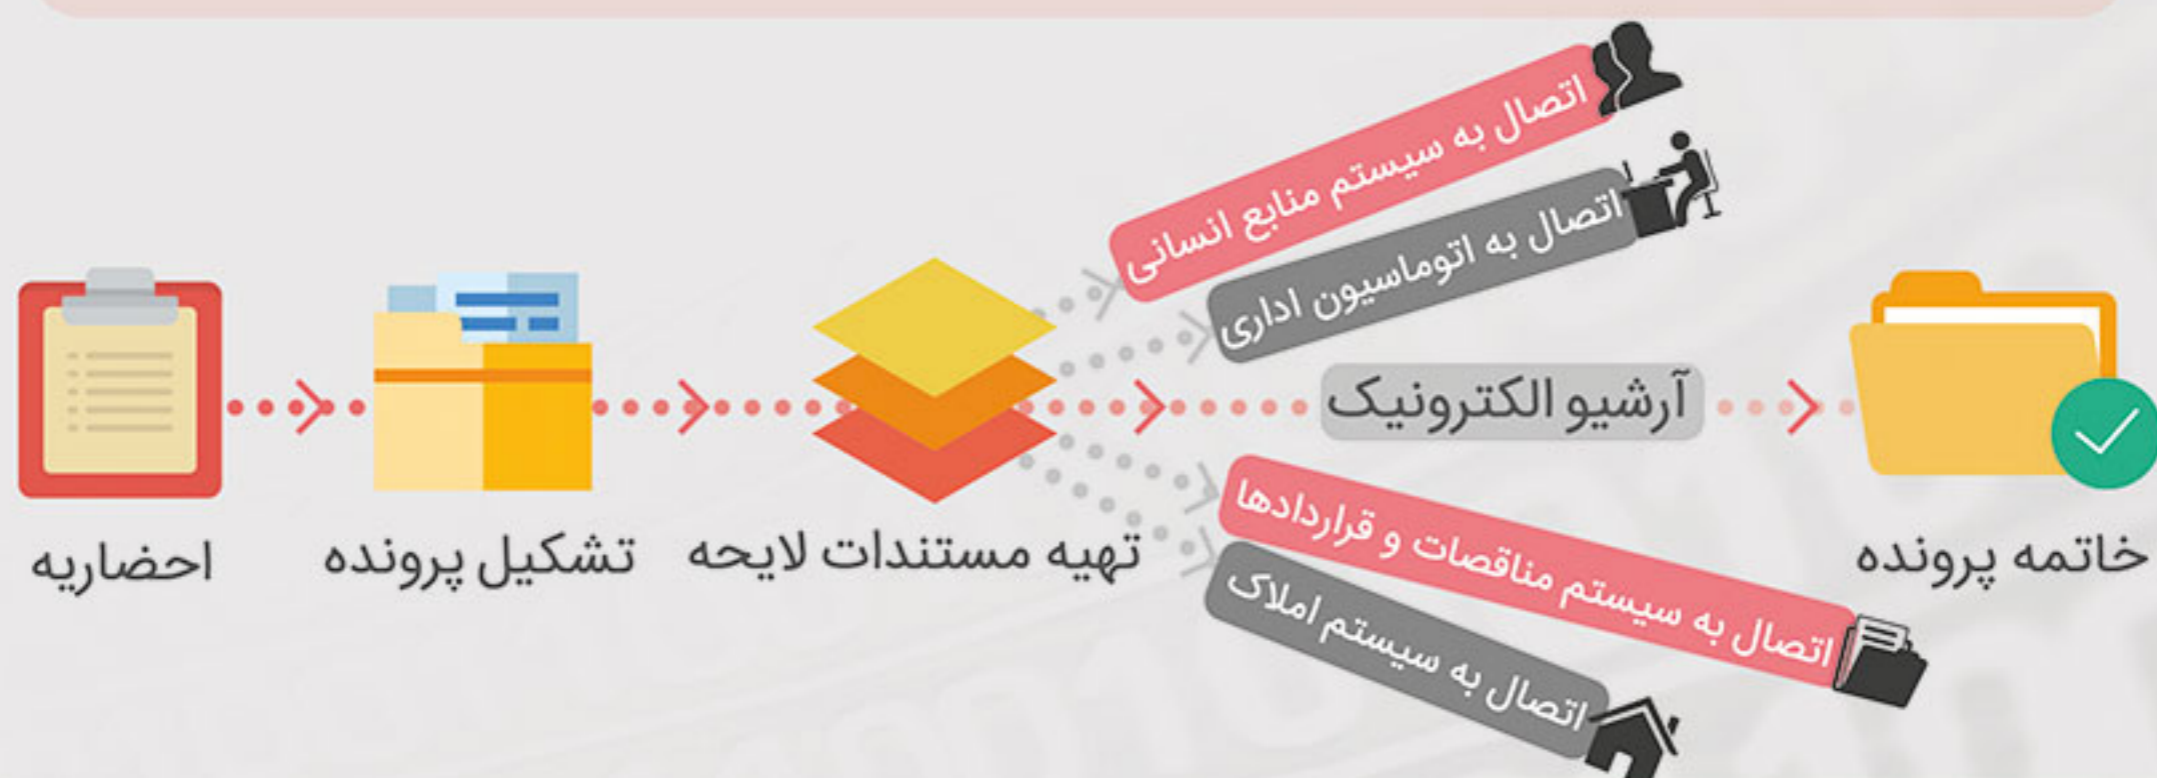 احضاریه
تشکیل پرونده
تهیه مستندات لایحه
اتصال به سیستم منابع انسانی
اتصال به اتوماسیون اداری
آرشیو الکترونیک
اتصال به سیستم مناقصات و قراردادها
اتصال به سیستم املاک
خاتمه پرونده